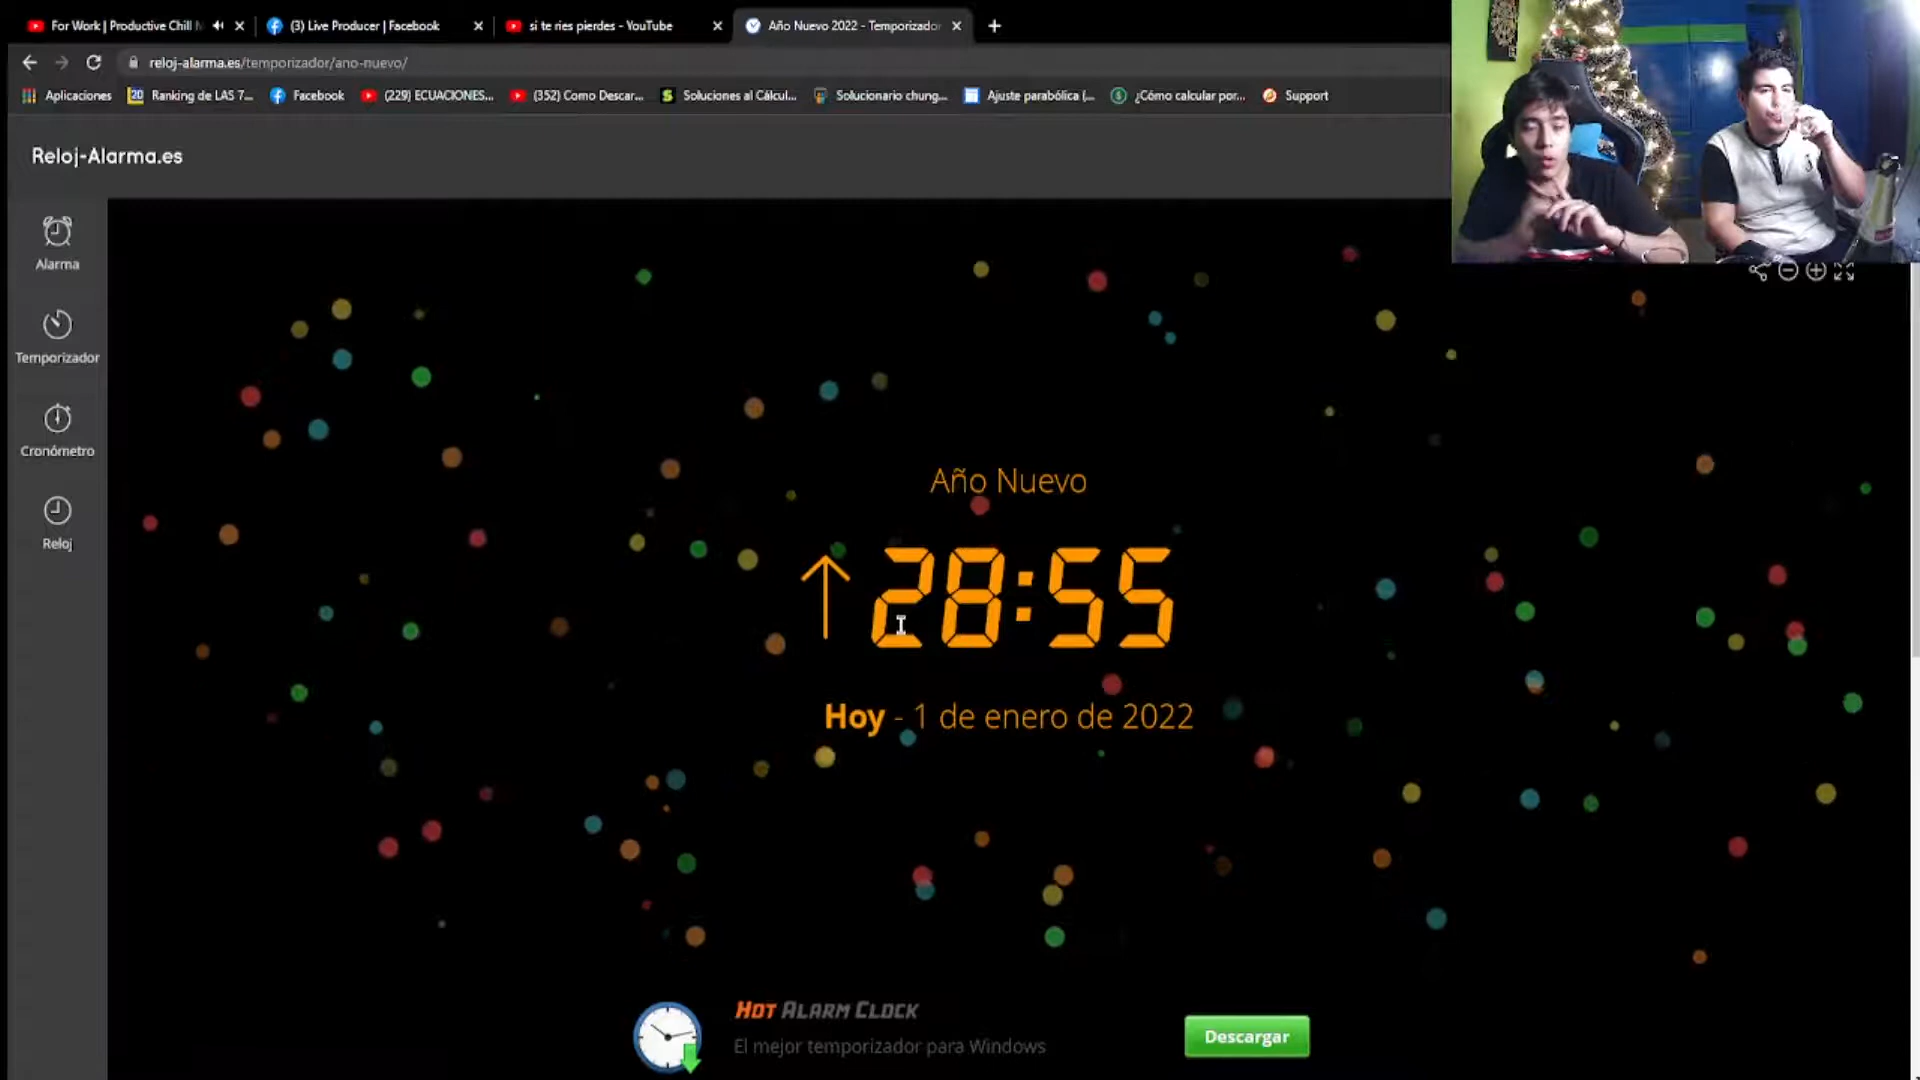 For Work | Productive Chill
(3) Live Producer | Facebook
si te ries pierdes - YouTube
Año Nuevo 2022 - Temporizador
reloj-alarma.es/temporizador/ano-nuevo/
Aplicaciones
Ranking de LAS 7...
Facebook
(229) ECUACIONES...
(352) Como Descar...
Soluciones al Cálcul...
Solucionario chung...
Ajuste parabólica (...
¿Cómo calcular por...
Support
Reloj-Alarma.es
Alarma
Temporizador
Cronómetro
Reloj
Año Nuevo
↑ 28:55
Hoy - 1 de enero de 2022
HOT ALARM CLOCK
El mejor temporizador para Windows
Descargar